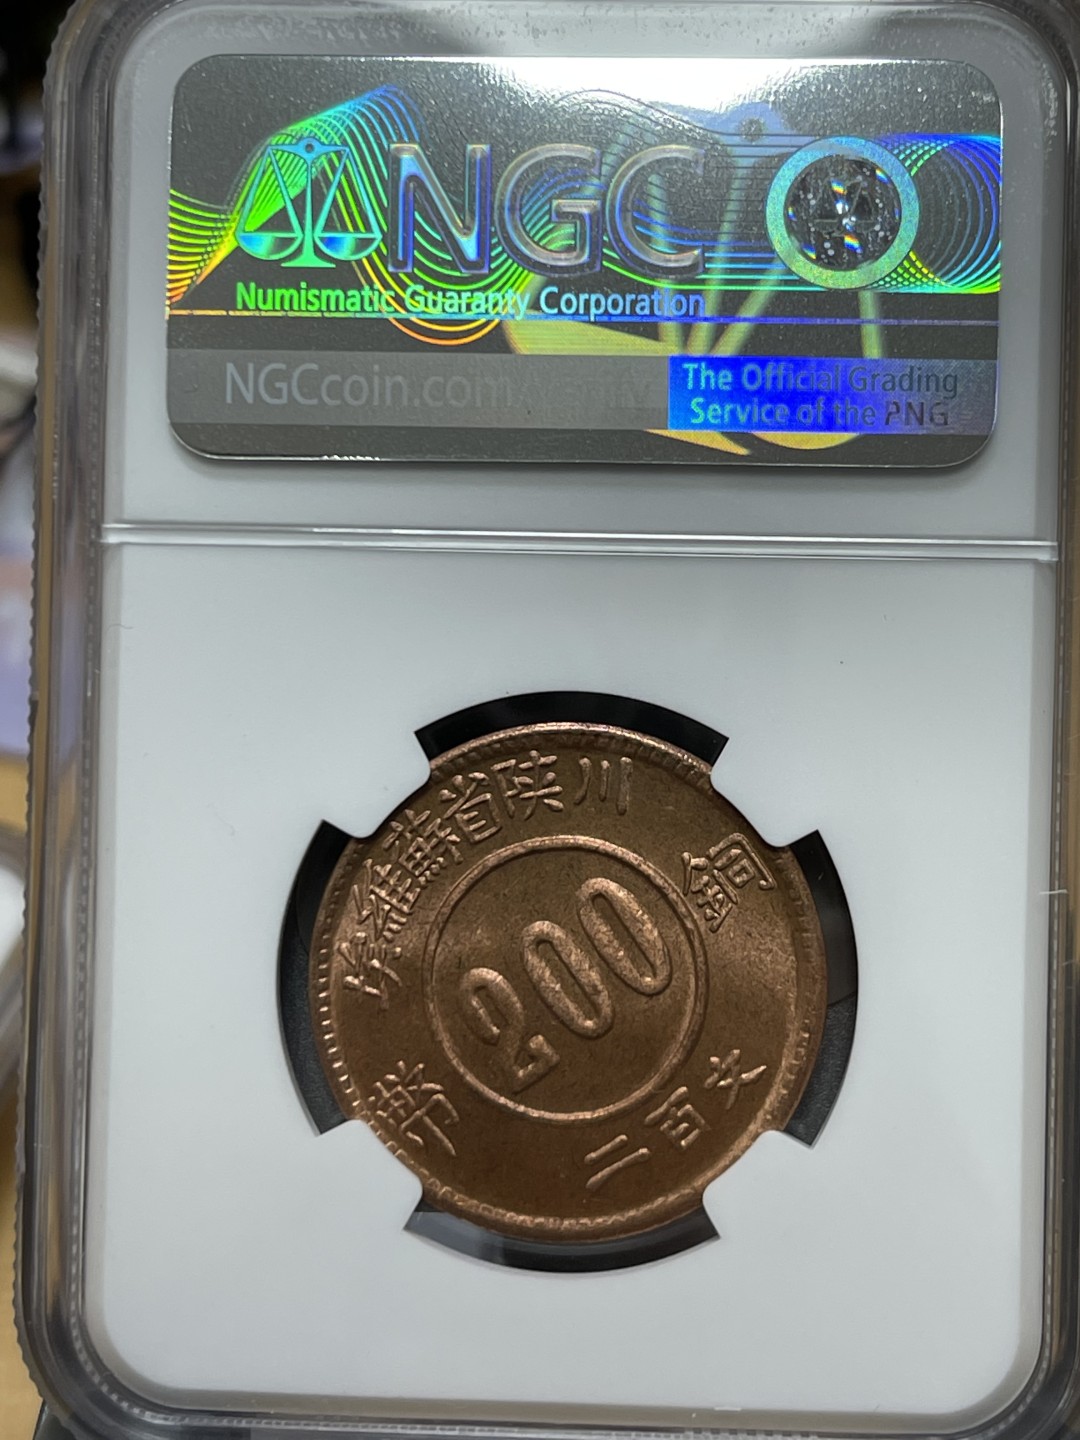 NGC
Numismatic Guaranty Corporation
NGCcoin.com
The Official Grading
Service of the PNG
川陕省蘇維埃
銅幣
200
二百文